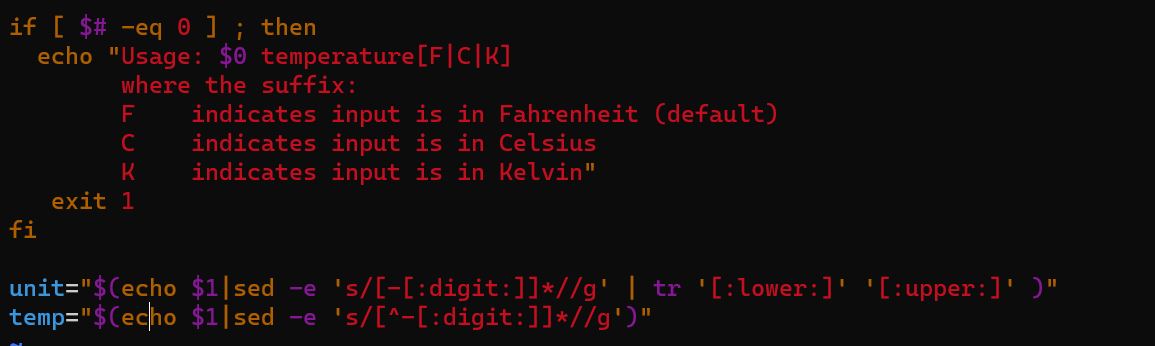 if [ $# -eq 0 ] ; then
  echo "Usage: $0 temperature[F|C|K]
        where the suffix:
        F    indicates input is in Fahrenheit (default)
        C    indicates input is in Celsius
        K    indicates input is in Kelvin"
   exit 1
fi

unit="$(echo $1|sed -e 's/[-[:digit:]]*//g' | tr '[:lower:]' '[:upper:]' )"
temp="$(echo $1|sed -e 's/[^-[:digit:]]*//g')"
~